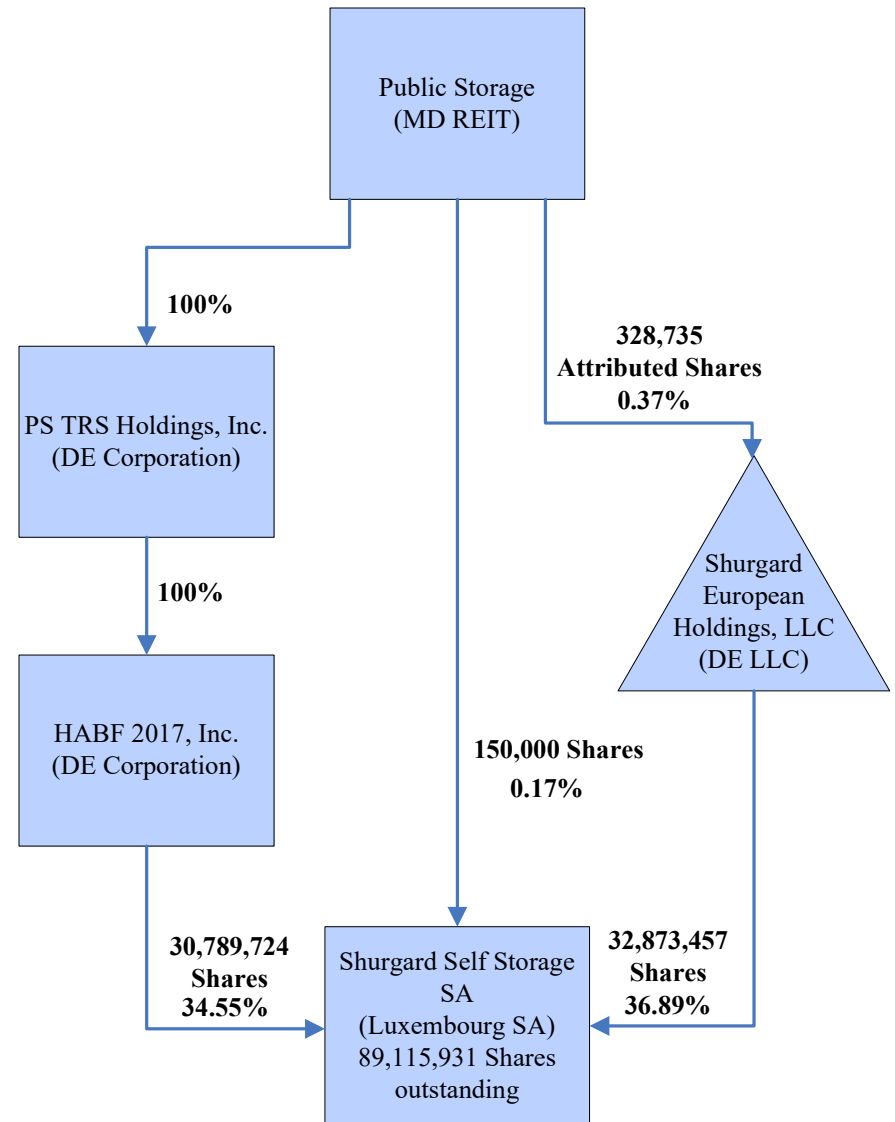 Public Storage
(MD REIT)
100%
328,735
Attributed Shares
0.37%
PS TRS Holdings, Inc.
(DE Corporation)
Shurgard
European
Holdings, LLC
(DE LLC)
100%
HABF 2017, Inc.
(DE Corporation)
150,000 Shares
0.17%
30,789,724
Shares
34.55%
Shurgard Self Storage
SA
(Luxembourg SA)
89,115,931 Shares
outstanding
32,873,457
Shares
36.89%